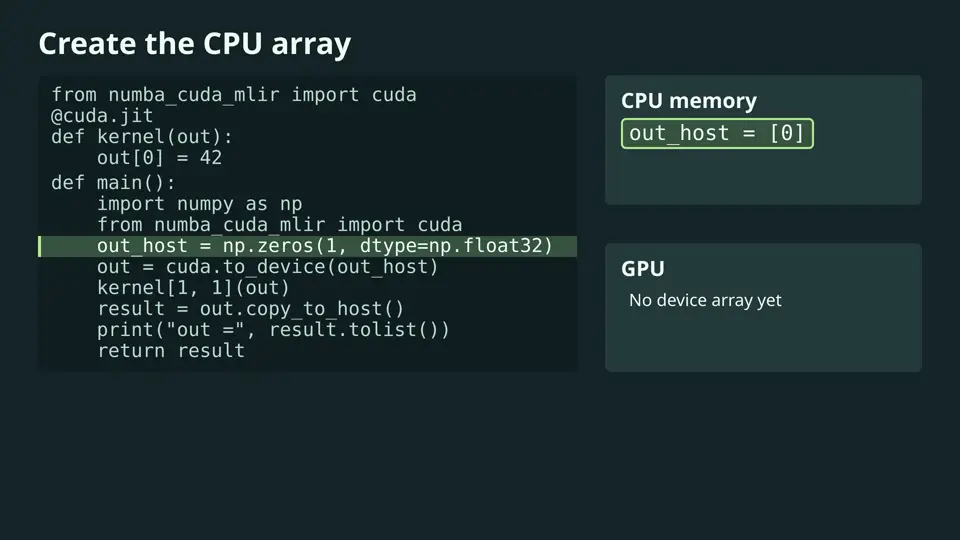 Create the CPU array
from numba_cuda_mlir import cuda
@cuda.jit
def kernel(out):
    out[0] = 42
def main():
    import numpy as np
    from numba_cuda_mlir import cuda
    out_host = np.zeros(1, dtype=np.float32)
    out = cuda.to_device(out_host)
    kernel[1, 1](out)
    result = out.copy_to_host()
    print("out =", result.tolist())
    return result
CPU memory
out_host = [0]
GPU
No device array yet